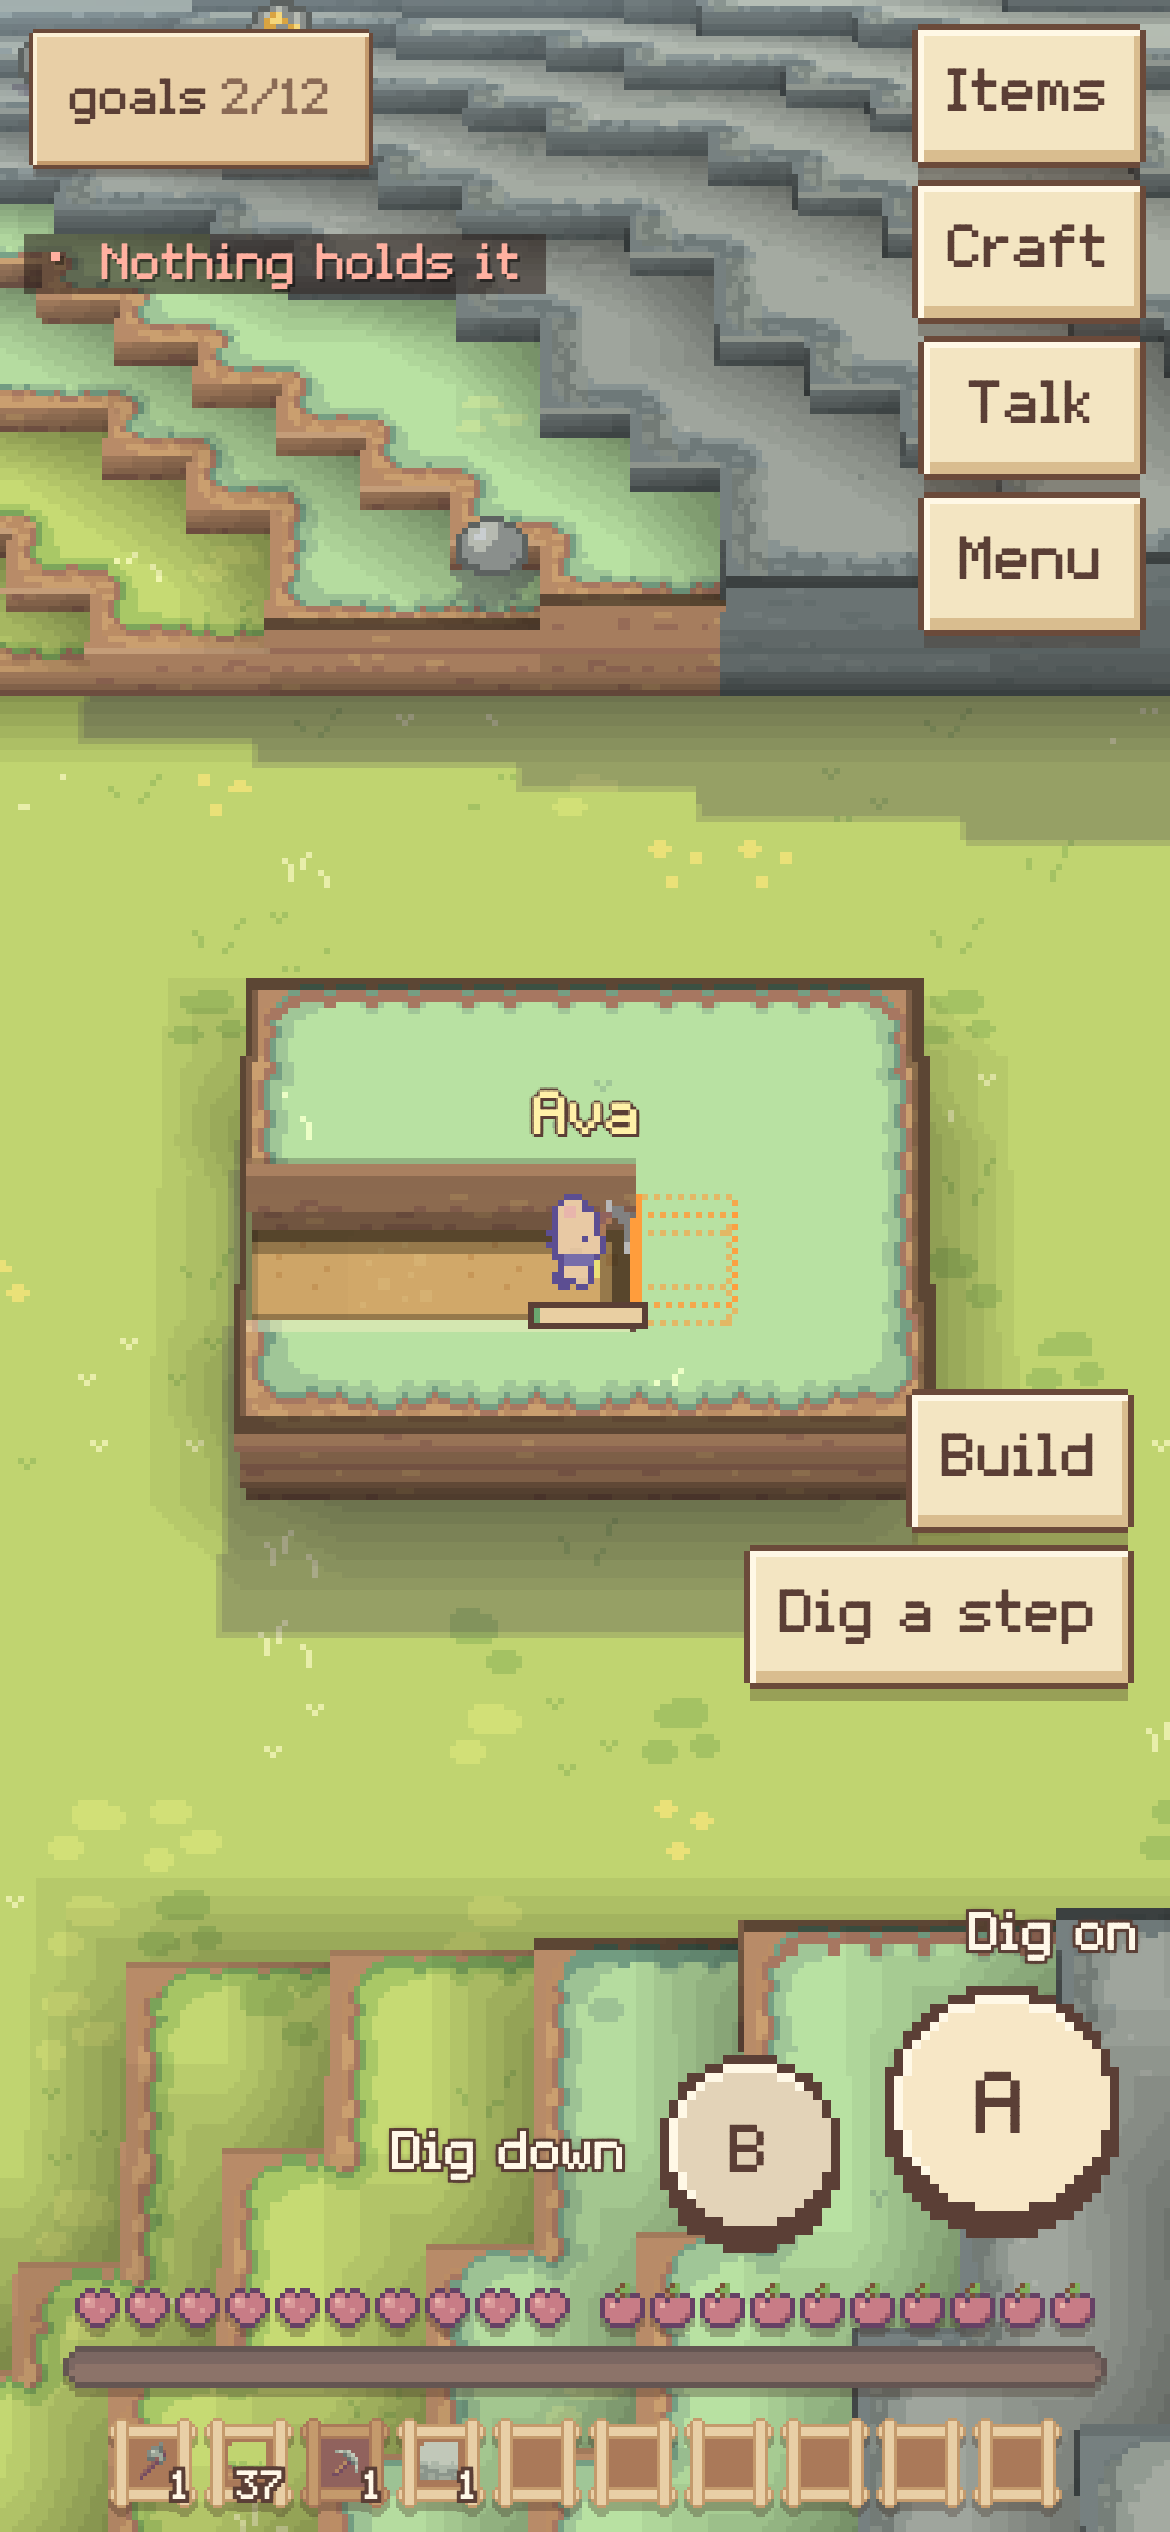 goals 2/12
Items
Craft
Nothing holds it
Talk
Menu
Ava
Build
Dig a step
Dig on
A
Dig down
B
1
37
1
1